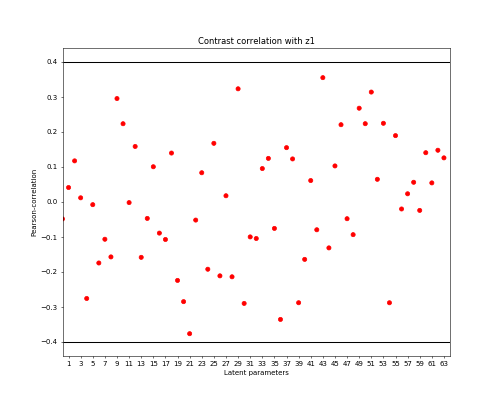 Contrast correlation with z1
0.4
0.3
0.2
0.1
0.0
−0.1
−0.2
−0.3
−0.4
Pearson-correlation
1 3 5 7 9 11 13 15 17 19 21 23 25 27 29 31 33 35 37 39 41 43 45 47 49 51 53 55 57 59 61 63
Latent parameters